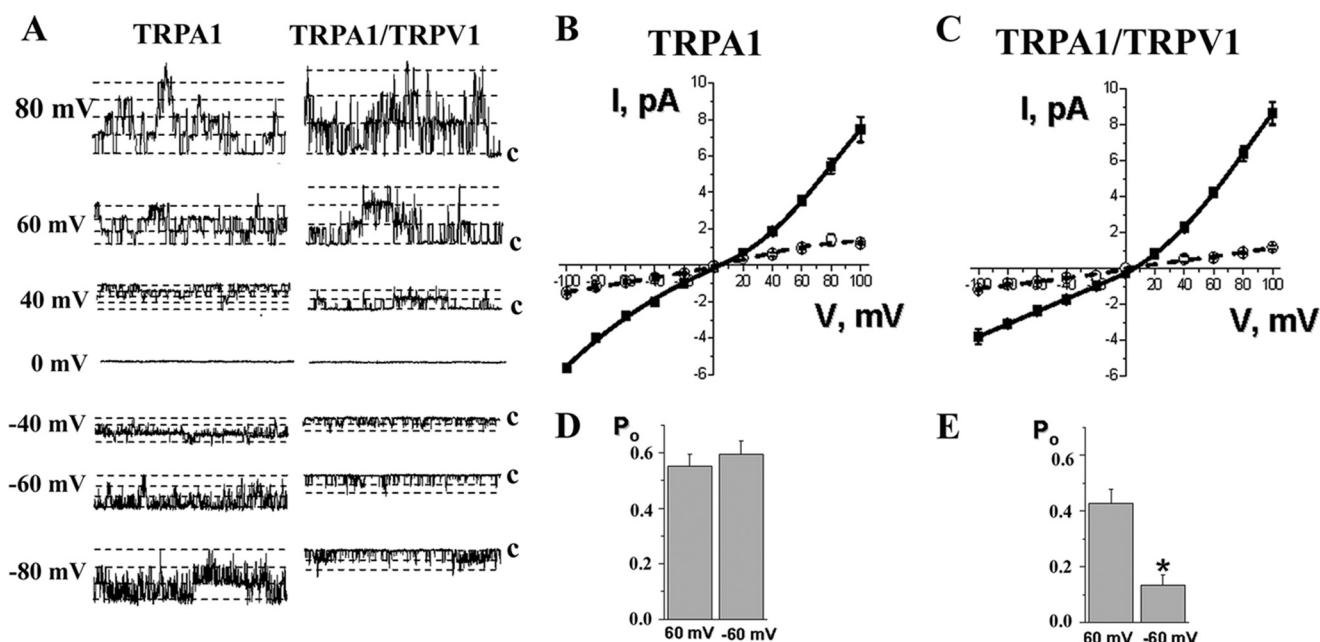 A
TRPA1
TRPA1/TRPV1
80 mV
c
60 mV
c
40 mV
c
0 mV
-40 mV
c
-60 mV
c
-80 mV
c
B
TRPA1
I, pA
10
8
6
4
2
-2
-4
-6
-100
20 40 60 80 100
V, mV
C
TRPA1/TRPV1
I, pA
10
8
6
4
2
-2
-4
-6
-100
20 40 60 80 100
V, mV
D
Po
0.6
0.4
0.2
0.0
60 mV -60 mV
E
Po
0.6
0.4
0.2
0.0
*
60 mV -60 mV